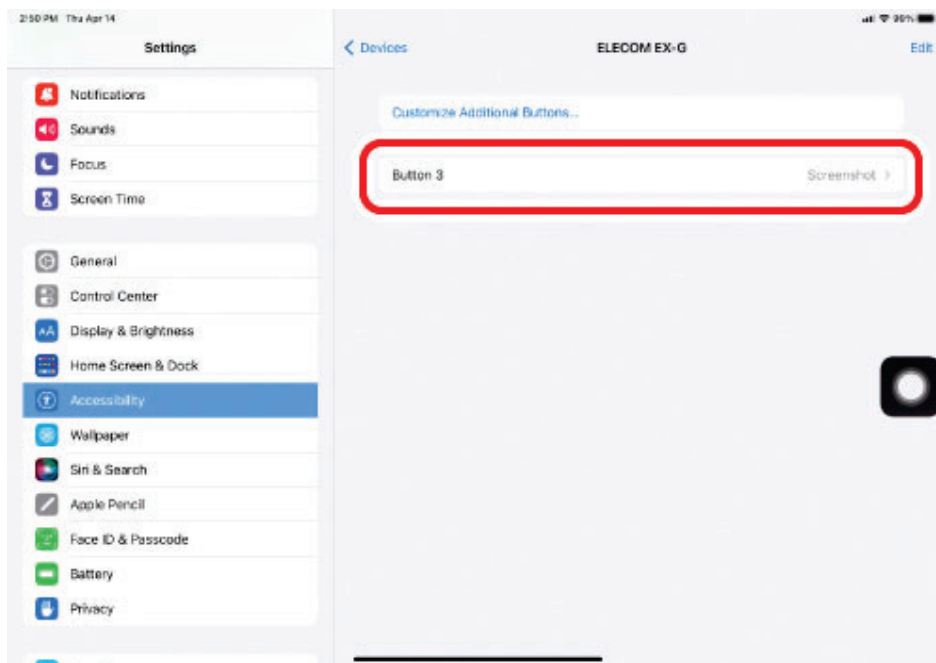 2:50 PM Thu Apr 14
98%
Settings
Notifications
Sounds
Focus
Screen Time
General
Control Center
AA Display & Brightness
Home Screen & Dock
Accessibility
Wallpaper
Siri & Search
Apple Pencil
Face ID & Passcode
Battery
Privacy
Devices
ELECOM EX-G
Edit
Customize Additional Buttons...
Button 3
Screenshot